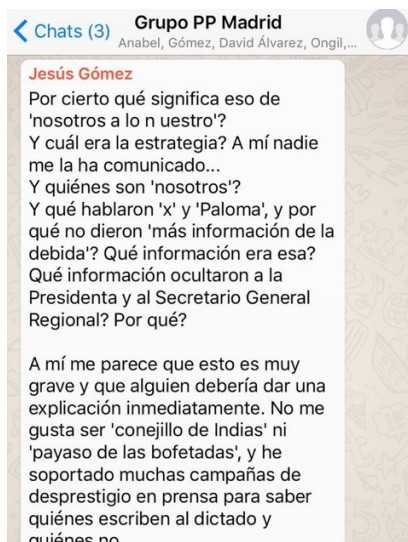 Chats (3)
Grupo PP Madrid
Anabel, Gómez, David Álvarez, Ongil,...
Jesús Gómez
Por cierto qué significa eso de
'nosotros a lo n uestro'?
Y cuál era la estrategia? A mí nadie
me la ha comunicado...
Y quiénes son 'nosotros'?
Y qué hablaron 'x' y 'Paloma', y por
qué no dieron 'más información de la
debida'? Qué información era esa?
Qué información ocultaron a la
Presidenta y al Secretario General
Regional? Por qué?
A mí me parece que esto es muy
grave y que alguien debería dar una
explicación inmediatamente. No me
gusta ser 'conejillo de Indias' ni
'payaso de las bofetadas', y he
soportado muchas campañas de
desprestigio en prensa para saber
quiénes escriben al dictado y
quiénes no